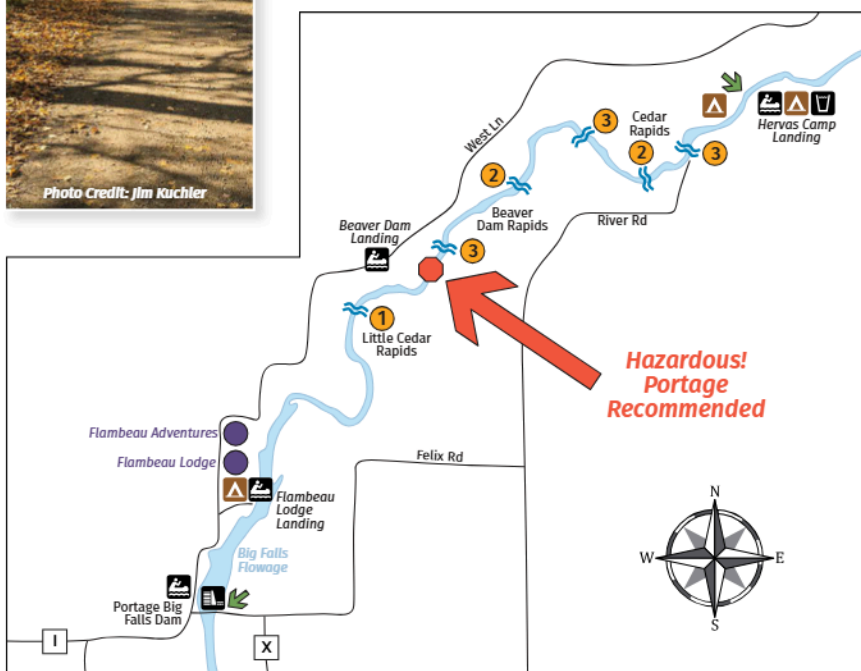 Photo Credit: Jim Kuchler
West Ln
3
Cedar
Rapids
2
3
Hervas Camp
Landing
2
Beaver
Dam Rapids
River Rd
Beaver Dam
Landing
3
1
Little Cedar
Rapids
Hazardous!
Portage
Recommended
Flambeau Adventures
Flambeau Lodge
Felix Rd
Flambeau
Lodge
Landing
Big Falls
Flowage
Portage Big
Falls Dam
I
X
N
W
E
S